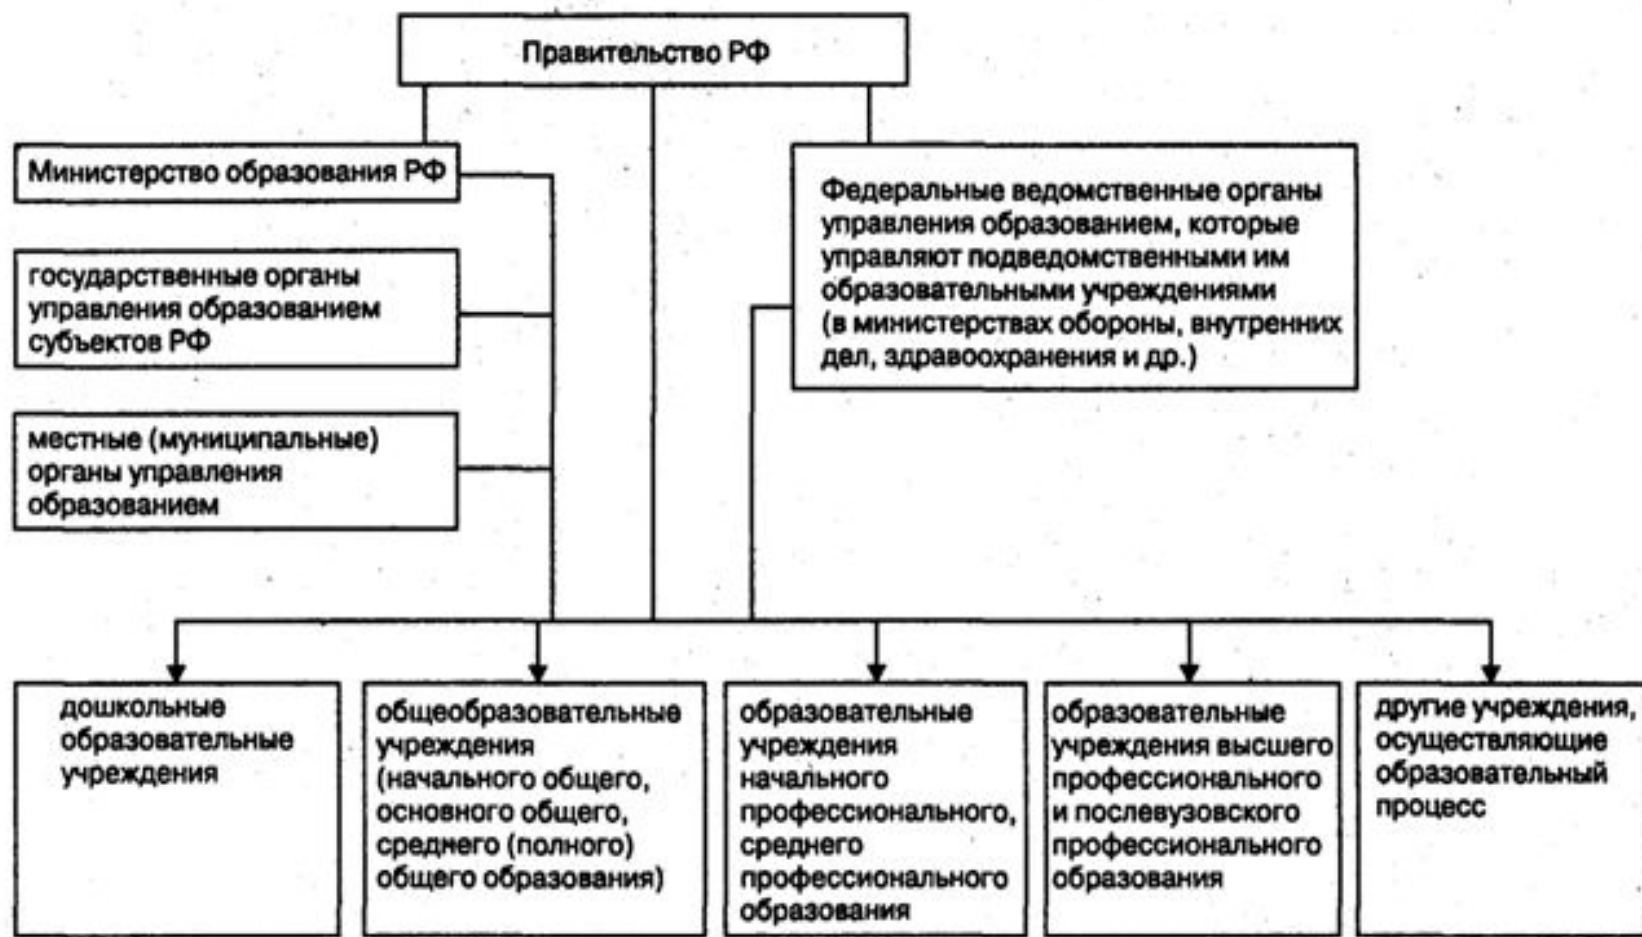 Правительство РФ
Министерство образования РФ
государственные органы
управления образованием
субъектов РФ
местные (муниципальные)
органы управления
образованием
Федеральные ведомственные органы
управления образованием, которые
управляют подведомственными им
образовательными учреждениями
(в министерствах обороны, внутренних
дел, здравоохранения и др.)
дошкольные
образовательные
учреждения
общеобразовательные
учреждения
(начального общего,
основного общего,
среднего (полного)
общего образования)
образовательные
учреждения
начального
профессионального,
среднего
профессионального
образования
образовательные
учреждения высшего
профессионального
и послевузовского
профессионального
образования
другие учреждения,
осуществляющие
образовательный
процесс